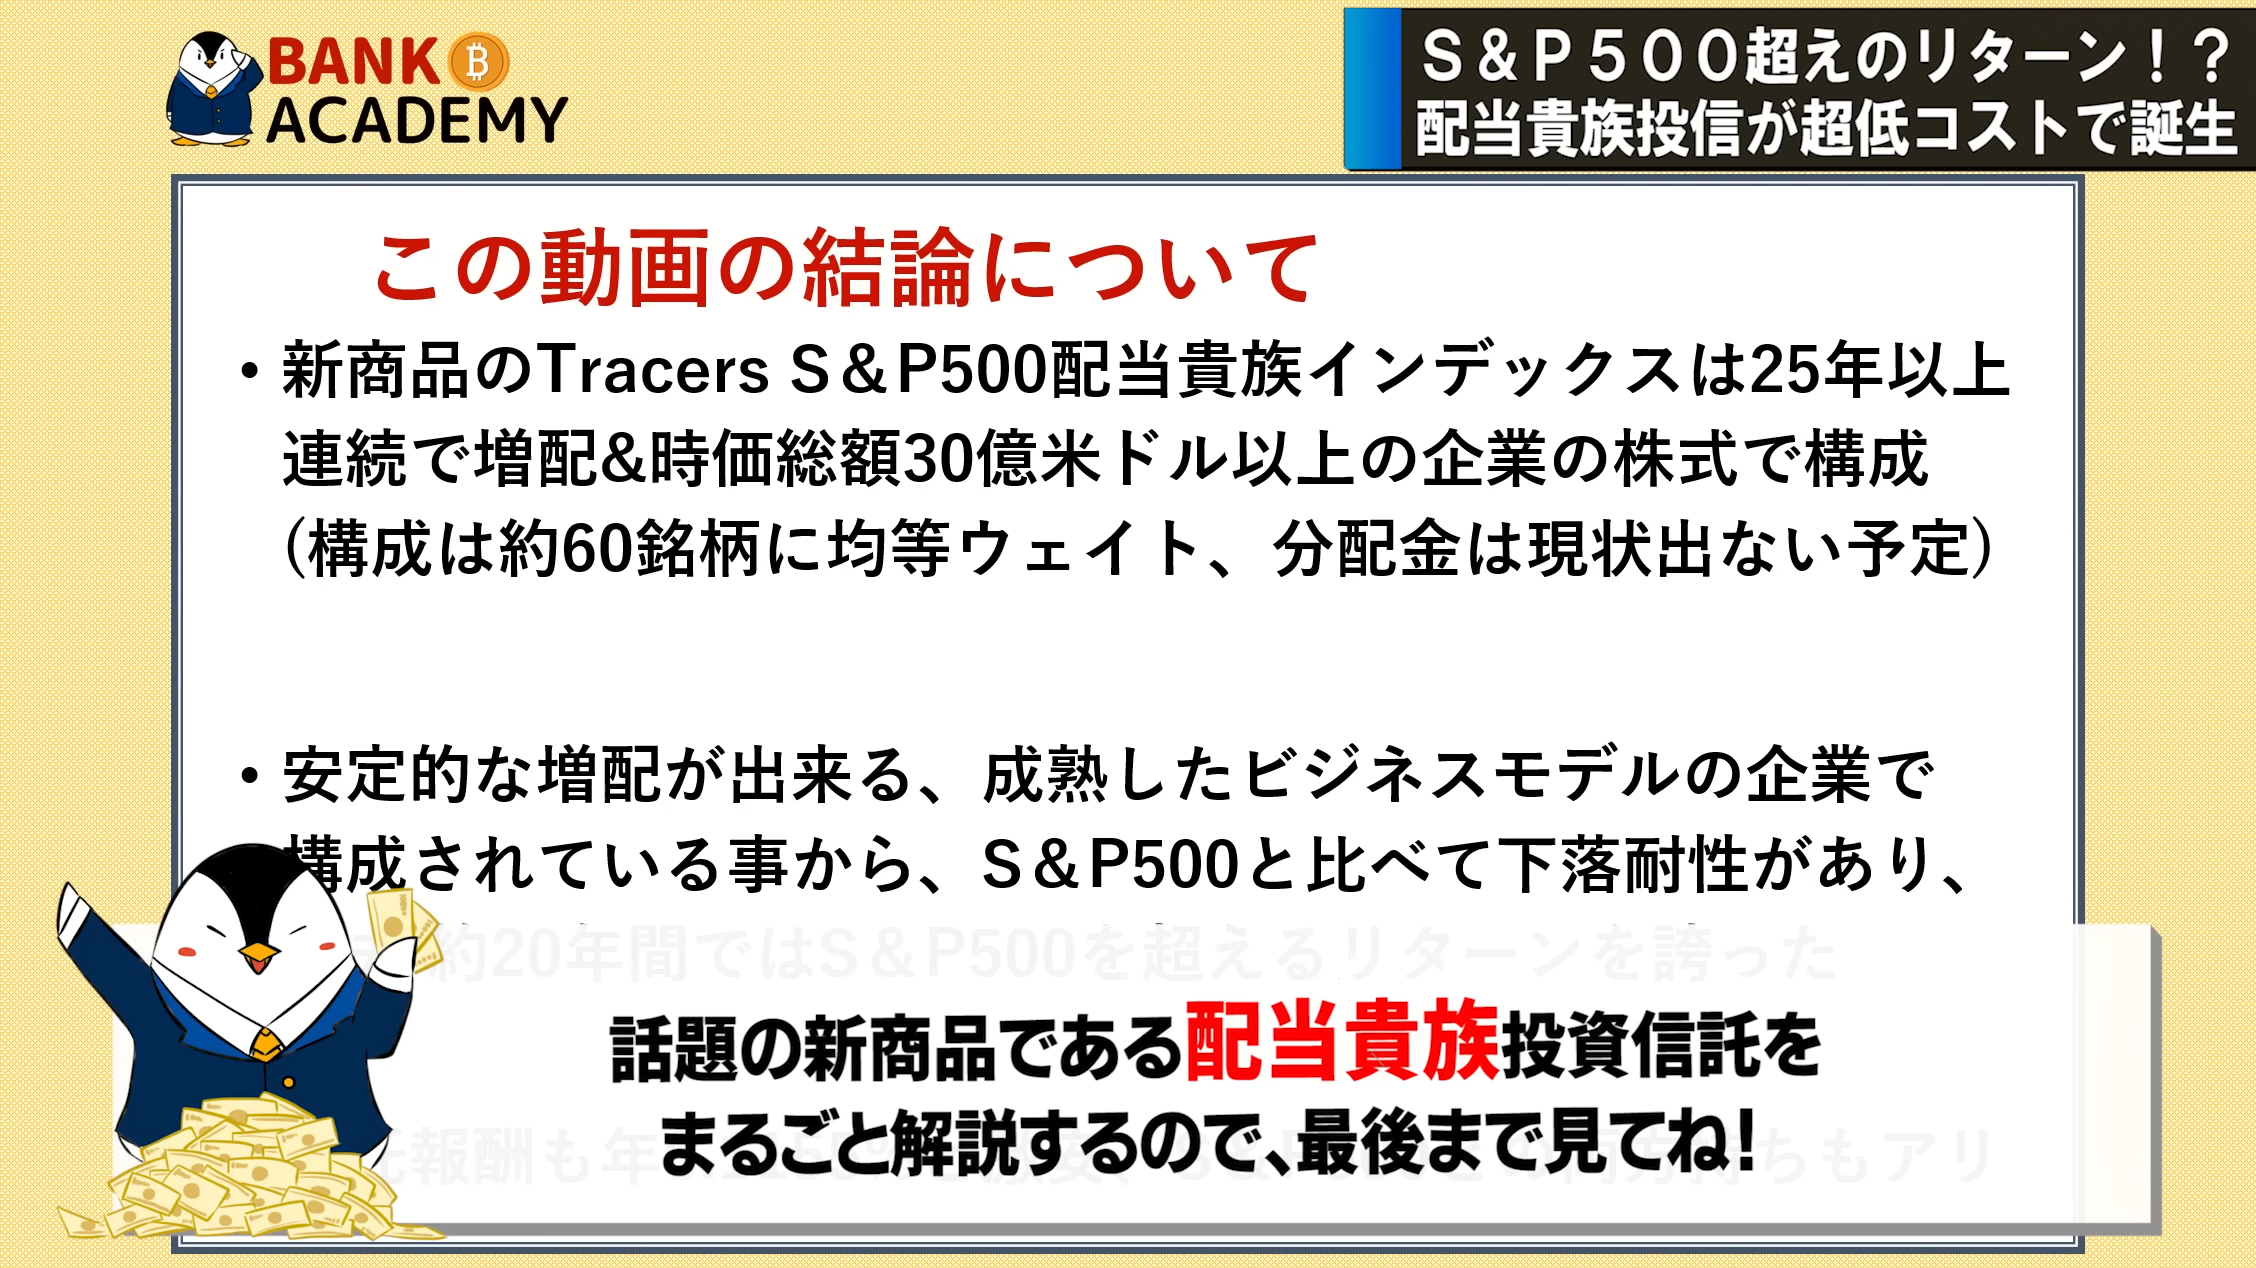 BANK
ACADEMY
S＆P５００超えのリターン！？
配当貴族投信が超低コストで誕生
この動画の結論について
・新商品のTracers S＆P500配当貴族インデックスは25年以上
連続で増配&時価総額30億米ドル以上の企業の株式で構成
(構成は約60銘柄に均等ウェイト、分配金は現状出ない予定)
・安定的な増配が出来る、成熟したビジネスモデルの企業で
構成されている事から、S＆P500と比べて下落耐性があり、
約20年間ではS＆P500を超えるリターンを誇った
報酬も年
ちもアリ
話題の新商品である配当貴族投資信託を
まるごと解説するので、最後まで見てね!